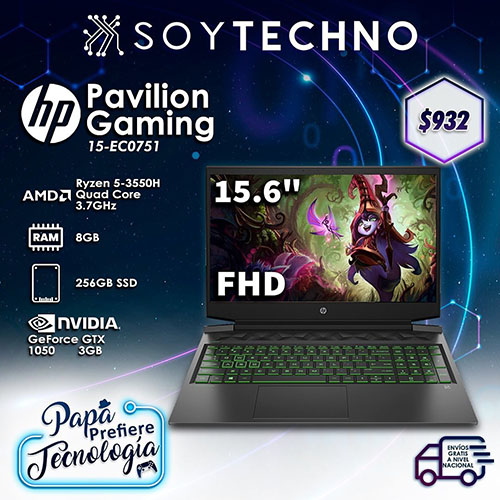 SOYTECHNO
hp
Pavilion
Gaming
15-EC0751
$932
AMD
Ryzen 5-3550H
Quad Core
3.7GHz
RAM
8GB
256GB SSD
NVIDIA.
GeForce GTX
1050 3GB
15.6"
FHD
hp
Papá
Prefiere
Tecnología
ENVÍOS
GRATIS
A NIVEL
NACIONAL